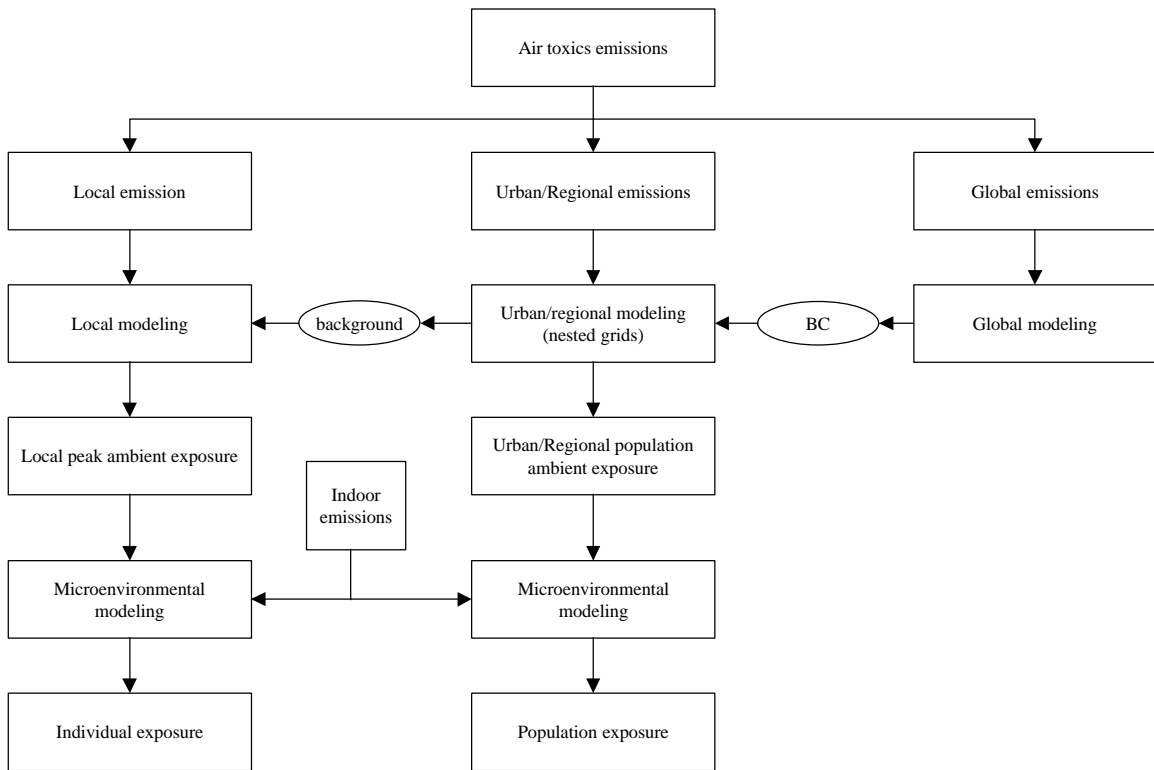 Air toxics emissions
Local emission
Urban/Regional emissions
Global emissions
Local modeling
background
Urban/regional modeling
(nested grids)
BC
Global modeling
Local peak ambient exposure
Urban/Regional population
ambient exposure
Indoor
emissions
Microenvironmental
modeling
Microenvironmental
modeling
Individual exposure
Population exposure